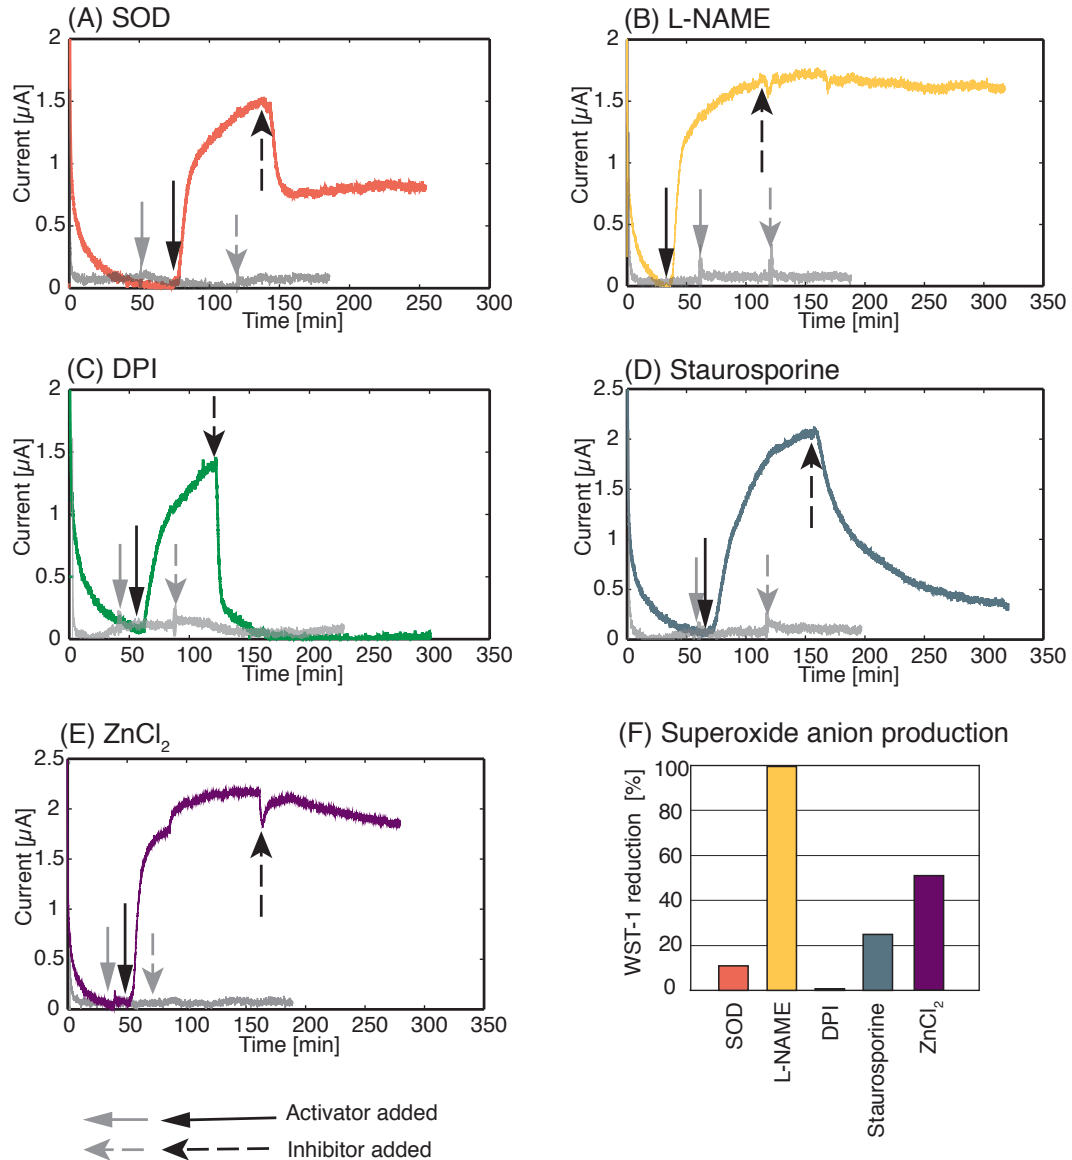 (A) SOD
2
1.5
1
0.5
0
Current [µA]
0 50 100 150 200 250 300
Time [min]
(B) L-NAME
2
1.5
1
0.5
0
Current [µA]
0 50 100 150 200 250 300 350
Time [min]
(C) DPI
2
1.5
1
0.5
0
Current [µA]
0 50 100 150 200 250 300 350
Time [min]
(D) Staurosporine
2.5
2
1.5
1
0.5
0
Current [µA]
0 50 100 150 200 250 300 350
Time [min]
(E) ZnCl₂
2.5
2
1.5
1
0.5
0
Current [µA]
0 50 100 150 200 250 300 350
Time [min]
(F) Superoxide anion production
100
80
60
40
20
0
WST-1 reduction [%]
SOD
L-NAME
DPI
Staurosporine
ZnCl₂
Activator added
Inhibitor added